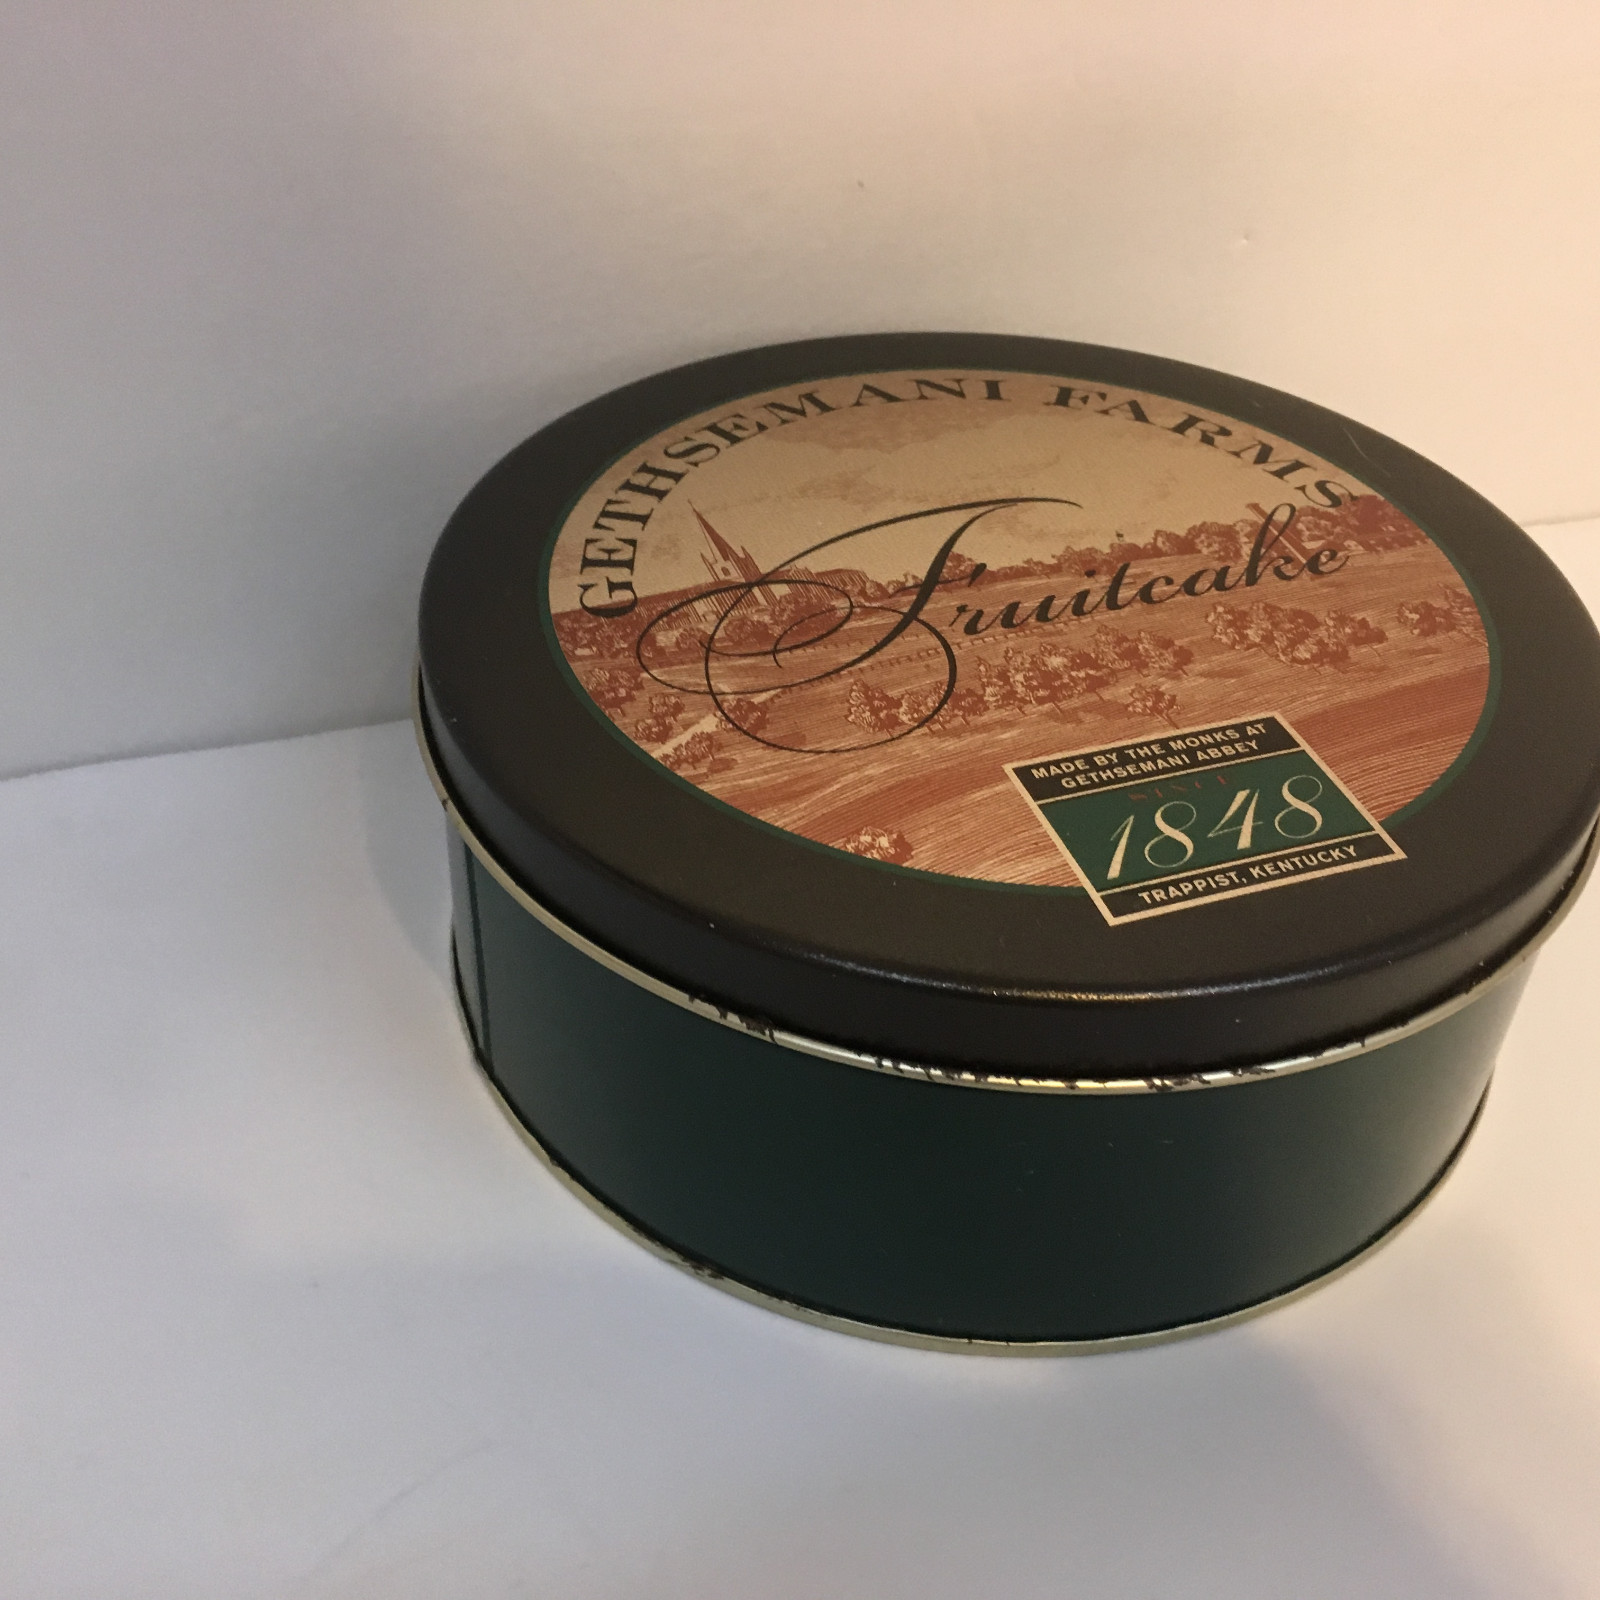 GETHSEMANI FARMS
Fruitcake
MADE BY THE MONKS AT
GETHSEMANI ABBEY
SINCE
1848
TRAPPIST, KENTUCKY